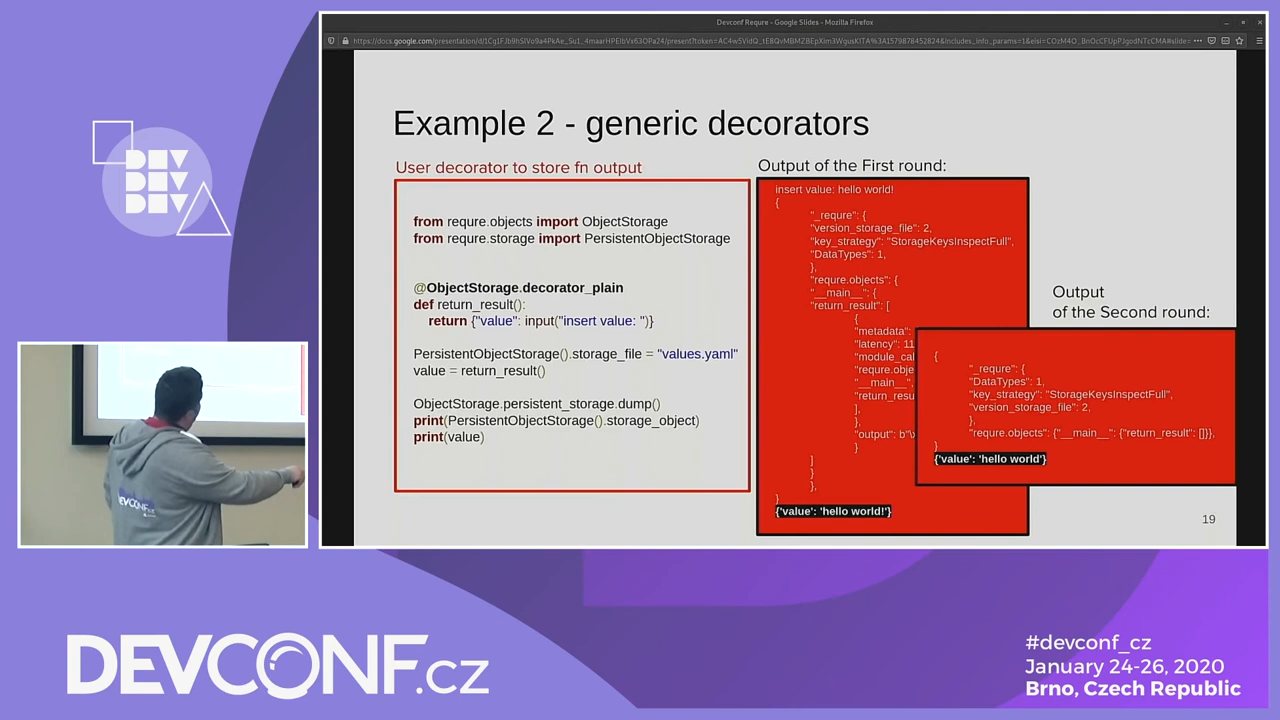 Devconf Requre - Google Slides - Mozilla Firefox
Example 2 - generic decorators
User decorator to store fn output
from requre.objects import ObjectStorage
from requre.storage import PersistentObjectStorage
@ObjectStorage.decorator_plain
def return_result():
return {"value": input("insert value: ")}
PersistentObjectStorage().storage_file = "values.yaml"
value = return_result()
ObjectStorage.persistent_storage.dump()
print(PersistentObjectStorage().storage_object)
print(value)
Output of the First round:
insert value: hello world!
{
"_requre": {
"version_storage_file": 2,
"key_strategy": "StorageKeysInspectFull",
"DataTypes": 1,
},
"requre.objects": {
"__main__": {
"return_result": [
{
"metadata":
"latency": 11
"module_cal
"requre.obje
"__main__",
"return_resu
],
},
"output": b"\x
}
]
}
},
}
{'value': 'hello world!'}
Output
of the Second round:
{
"_requre": {
"DataTypes": 1,
"key_strategy": "StorageKeysInspectFull",
"version_storage_file": 2,
},
"requre.objects": {"__main__": {"return_result": []}},
}
{'value': 'hello world'}
19
DEV
DEV
DEV
DEVCONF.cz
DEVCONF.cz
#devconf_cz
January 24-26, 2020
Brno, Czech Republic